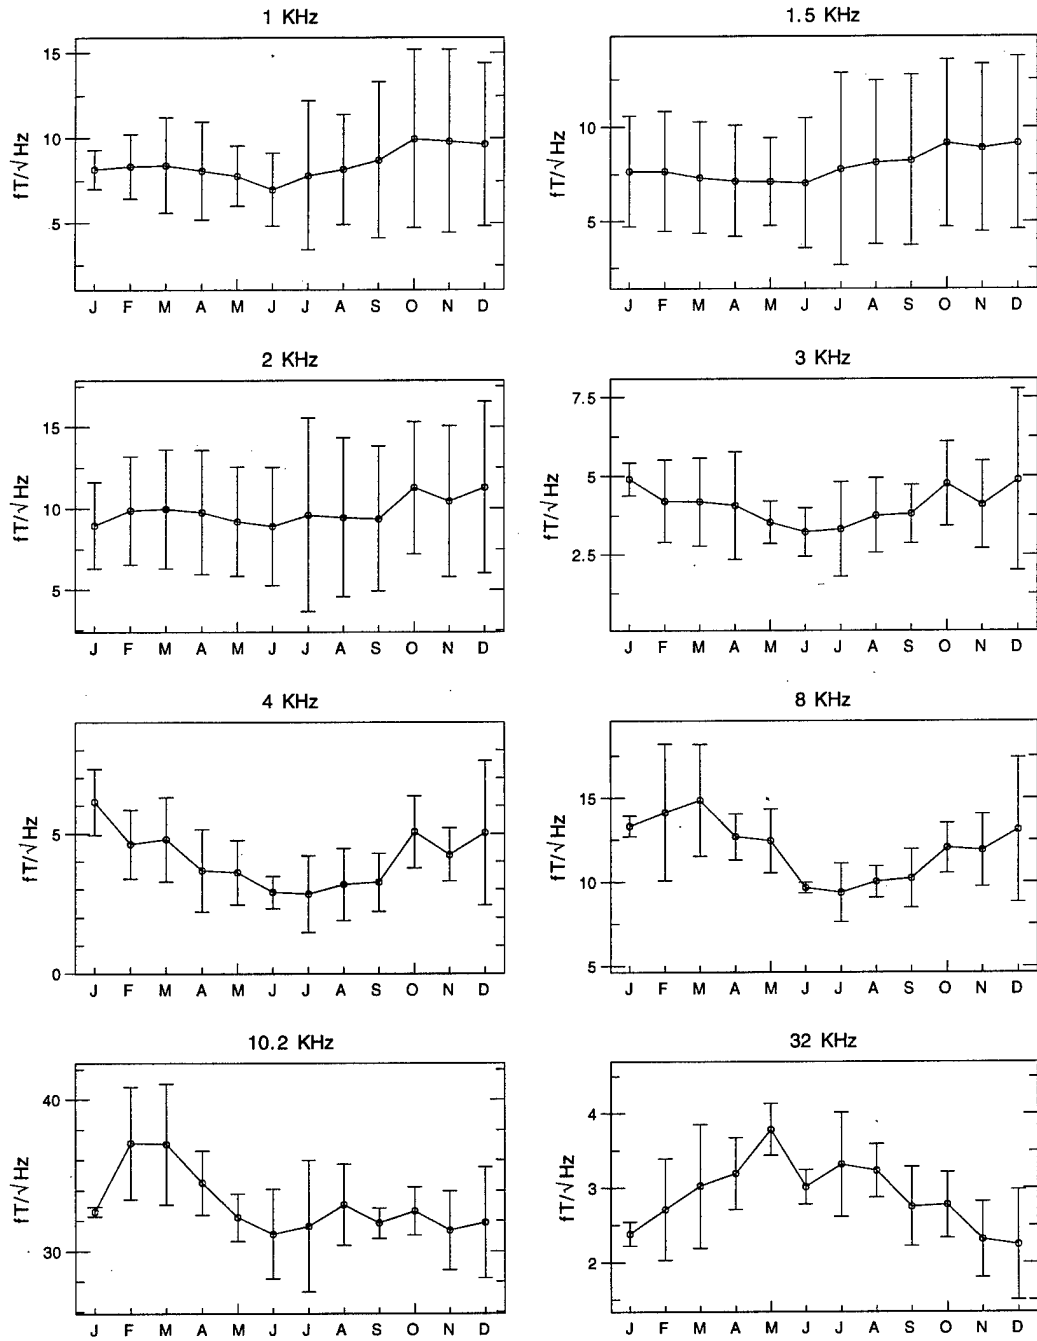 1 KHz
15
10
5
fT/√Hz
J F M A M J J A S O N D
1.5 KHz
10
5
fT/√Hz
J F M A M J J A S O N D
2 KHz
15
10
5
fT/√Hz
J F M A M J J A S O N D
3 KHz
7.5
5
2.5
fT/√Hz
J F M A M J J A S O N D
4 KHz
5
0
fT/√Hz
J F M A M J J A S O N D
8 KHz
15
10
5
fT/√Hz
J F M A M J J A S O N D
10.2 KHz
40
30
fT/√Hz
J F M A M J J A S O N D
32 KHz
4
3
2
fT/√Hz
J F M A M J J A S O N D